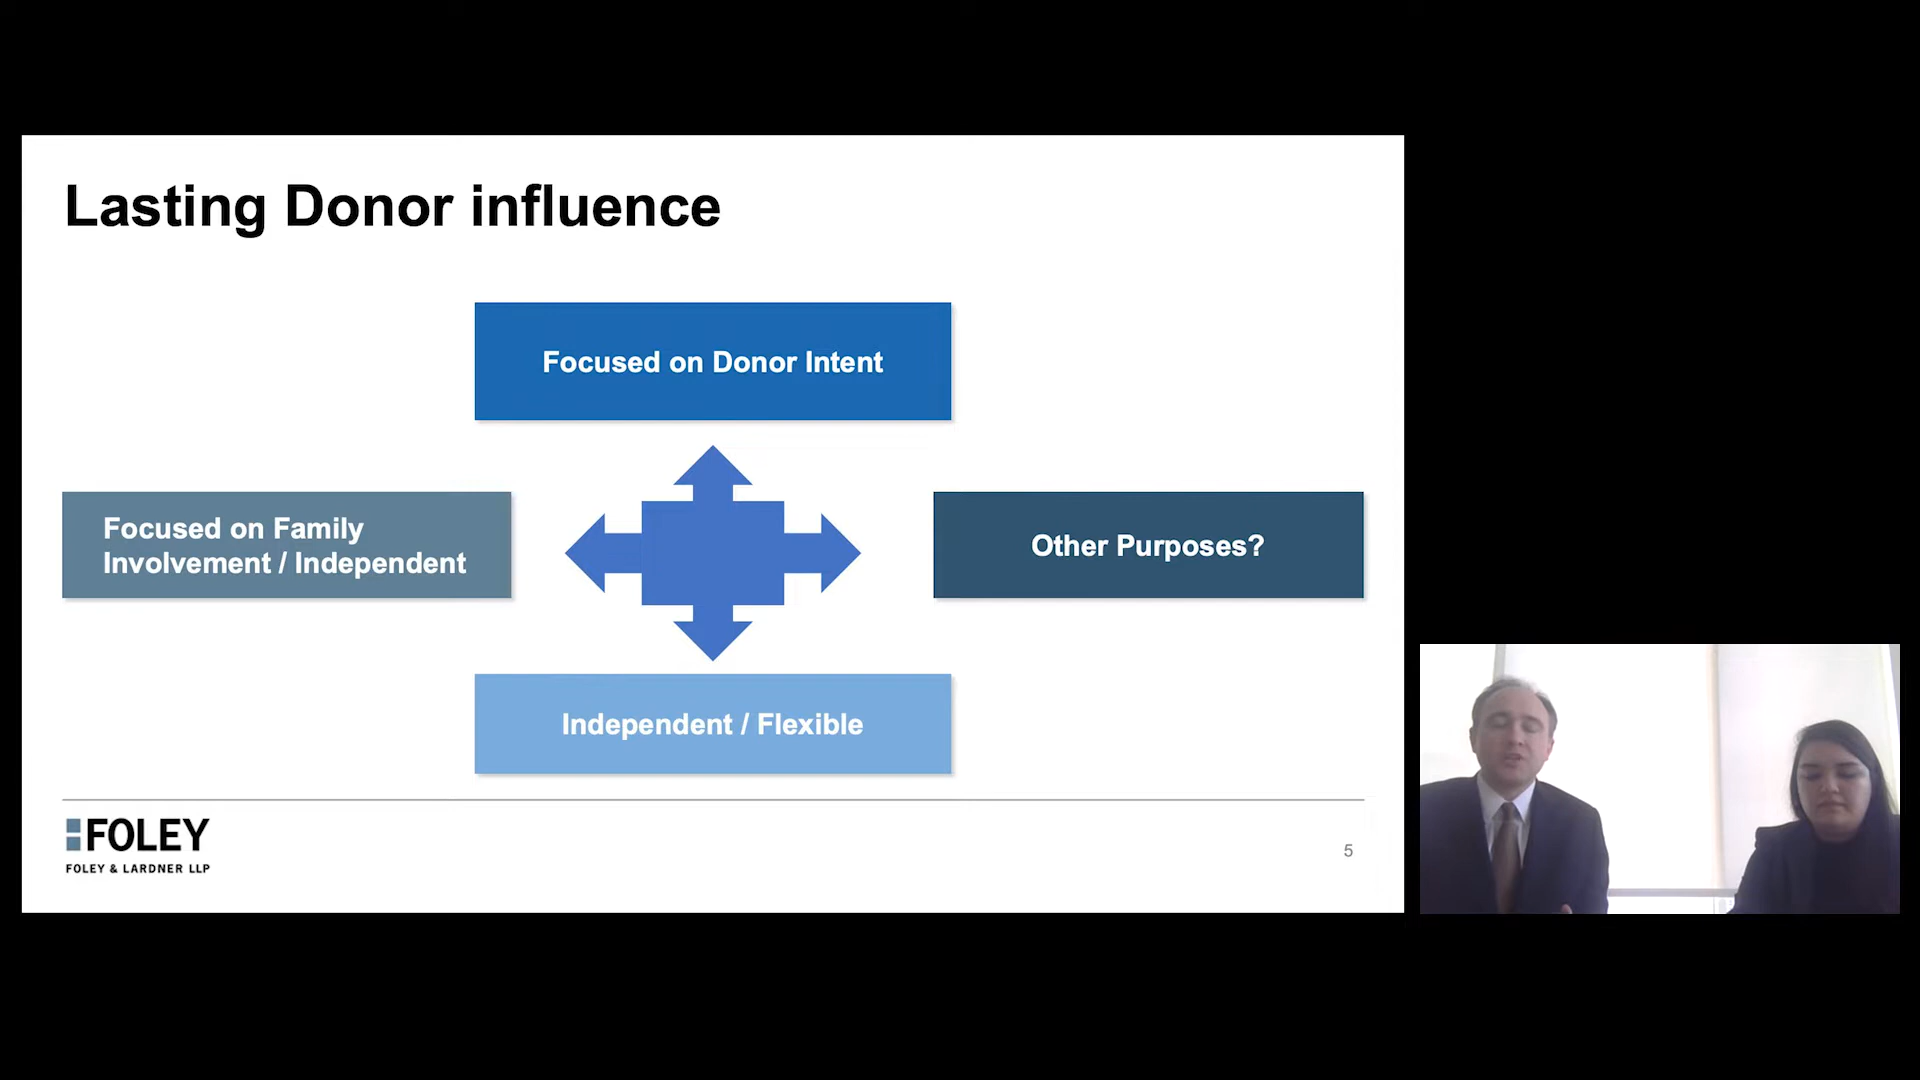 Lasting Donor influence
Focused on Donor Intent
Focused on Family
Involvement / Independent
Other Purposes?
Independent / Flexible
FOLEY
FOLEY & LARDNER LLP
5